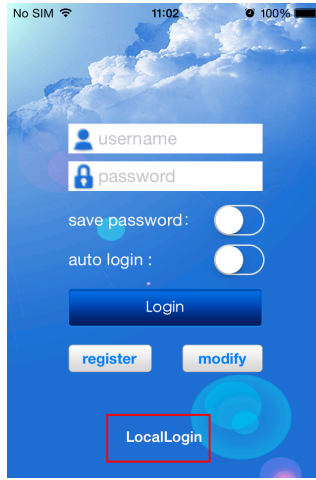 No SIM 11:02 100%
username
password
save password:
auto login :
Login
register modify
LocalLogin